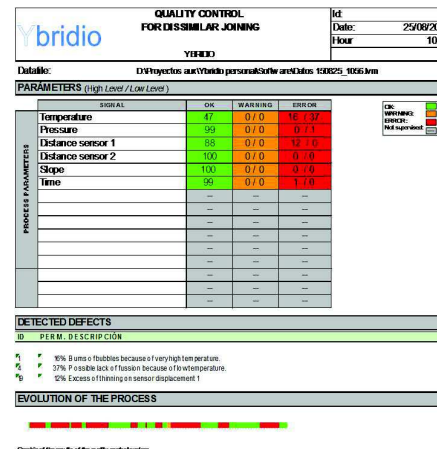 Ybridio
QUALITY CONTROL
FOR DISSIMILAR JOINING
YBRIDIO
Id:
Date: 25/08/20
Hour 10
Datafile: D:\Proyectos aux\Ybridio personal\Software\Datos 150825_1056.lvm
PARÁMETERS (High Level / Low Level )
SIGNAL OK WARNING ERROR
PROCESS PARAMETERS
Temperature 47 0 / 0 16 / 37
Pressure 99 0 / 0 0 / 1
Distance sensor 1 88 0 / 0 12 / 0
Distance sensor 2 100 0 / 0 0 / 0
Slope 100 0 / 0 0 / 0
Time 99 0 / 0 1 / 0
-- -- --
-- -- --
-- -- --
-- -- --
-- -- --
-- -- --
-- -- --
-- -- --
-- -- --
-- -- --
OK:
WARNING:
ERROR:
Not supervised:
DETECTED DEFECTS
ID PERM. DESCRIPCIÓN
1 16% Burns of bubbles because of very high temperature.
37% Possible lack of fussion because of low temperature.
9 12% Excess of thinning on sensor displacement 1
EVOLUTION OF THE PROCESS